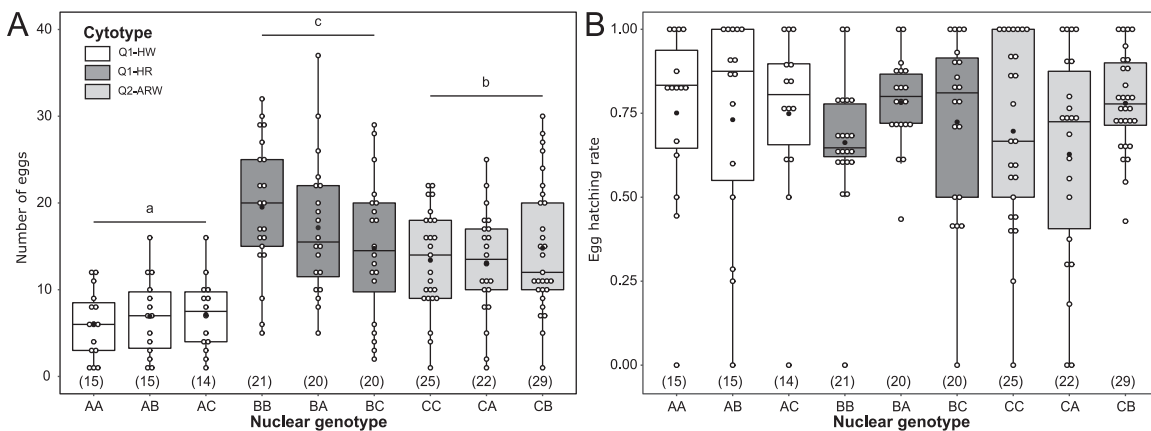 A
Cytotype
Q1-HW
Q1-HR
Q2-ARW
a
c
b
Number of eggs
40
30
20
10
0
(15) (15) (14) (21) (20) (20) (25) (22) (29)
AA AB AC BB BA BC CC CA CB
Nuclear genotype
B
Egg hatching rate
1.00
0.75
0.50
0.25
0.00
(15) (15) (14) (21) (20) (20) (25) (22) (29)
AA AB AC BB BA BC CC CA CB
Nuclear genotype